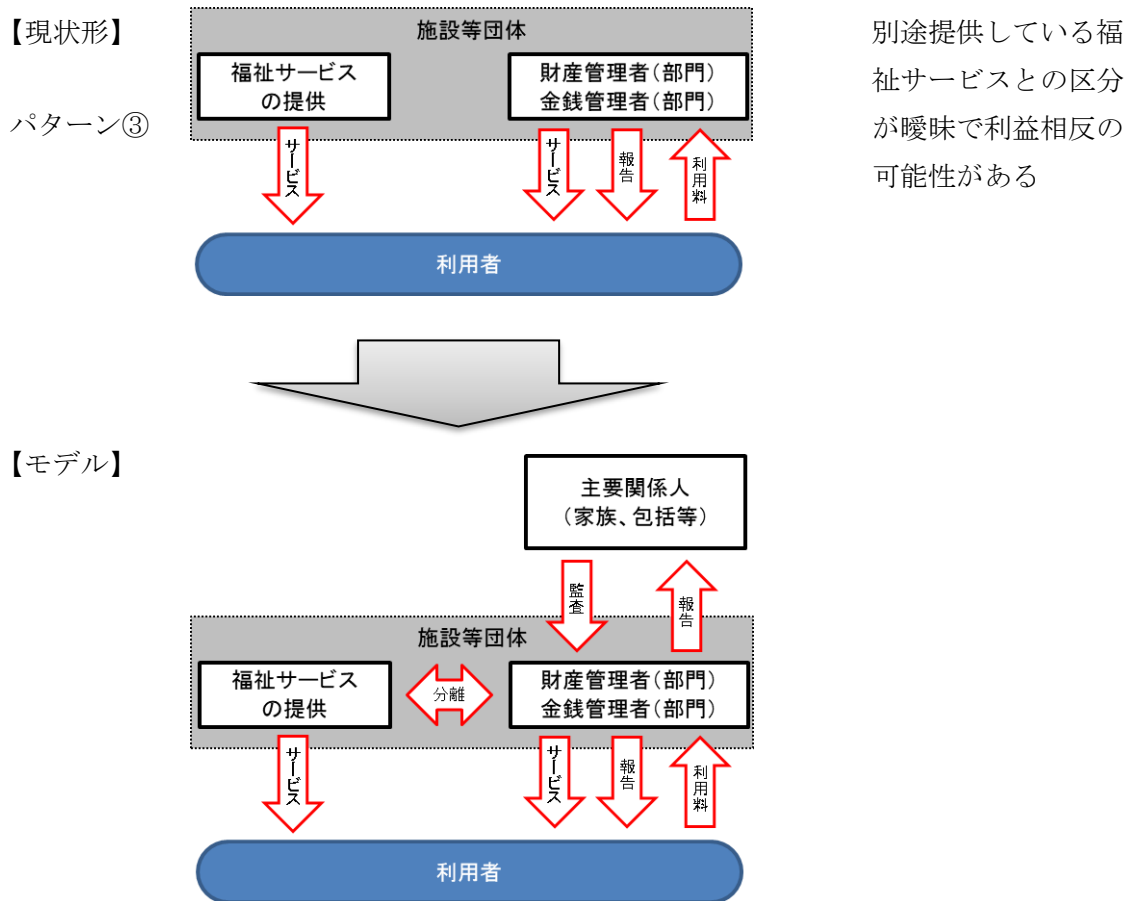 【現状形】
パターン③
施設等団体
福祉サービス
の提供
財産管理者(部門)
金銭管理者(部門)
サービス
サービス
報告
利用料
利用者
別途提供している福
祉サービスとの区分
が曖昧で利益相反の
可能性がある
【モデル】
主要関係人
(家族、包括等)
監査
報告
施設等団体
福祉サービス
の提供
分離
財産管理者(部門)
金銭管理者(部門)
サービス
サービス
報告
利用料
利用者